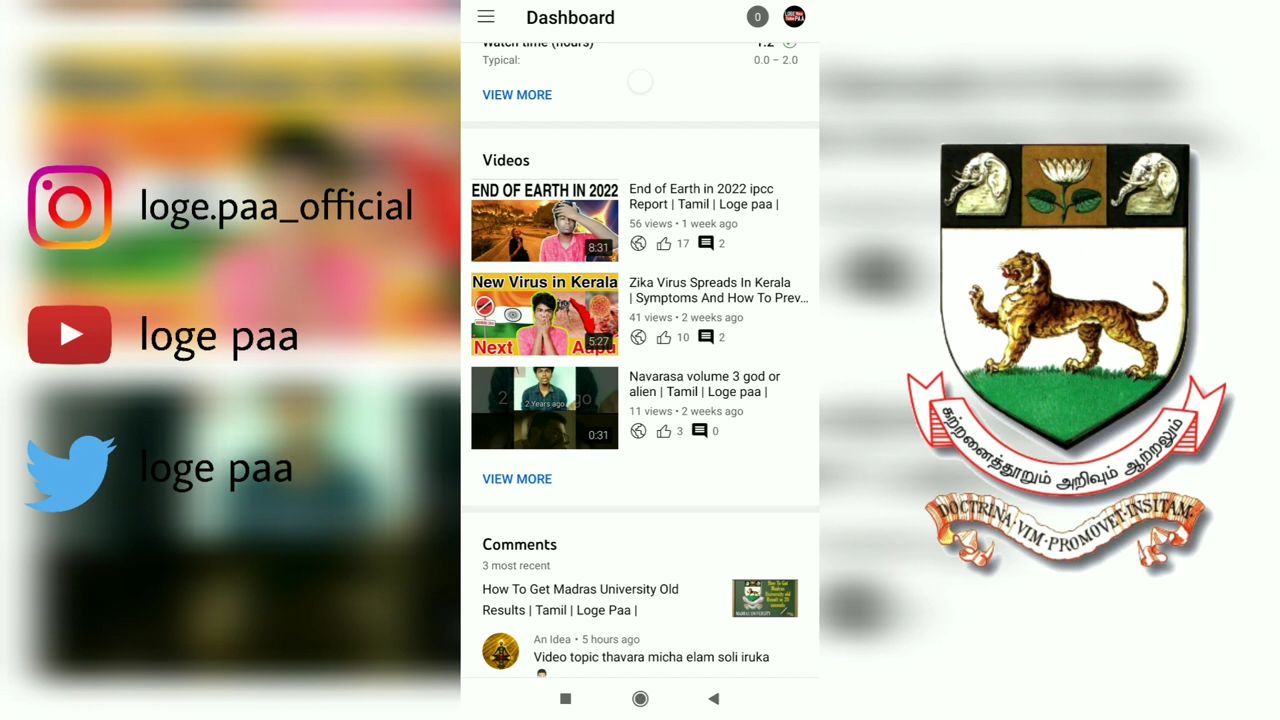 loge.paa_official
loge paa
loge paa
Dashboard
0
Watch time (hours)
1.2
Typical:
0.0 – 2.0
VIEW MORE
Videos
END OF EARTH IN 2022
8:31
End of Earth in 2022 ipcc
Report | Tamil | Loge paa |
56 views • 1 week ago
17
2
New Virus in Kerala
Next
5:27
Zika Virus Spreads In Kerala
| Symptoms And How To Prev...
41 views • 2 weeks ago
10
2
2 Years ago
0:31
Navarasa volume 3 god or
alien | Tamil | Loge paa |
11 views • 2 weeks ago
3
0
VIEW MORE
Comments
3 most recent
How To Get Madras University Old
Results | Tamil | Loge Paa |
An Idea • 5 hours ago
Video topic thavara micha elam soli iruka
கற்றனைத்தூறும் அறிவும் ஆற்றலும்
DOCTRINA·VIM·PROMOVET·INSITAM·